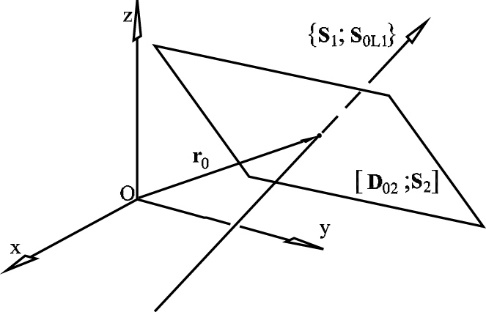 z
{S₁; S₀L₁}
r₀
[ D₀₂ ;S₂]
O
y
x